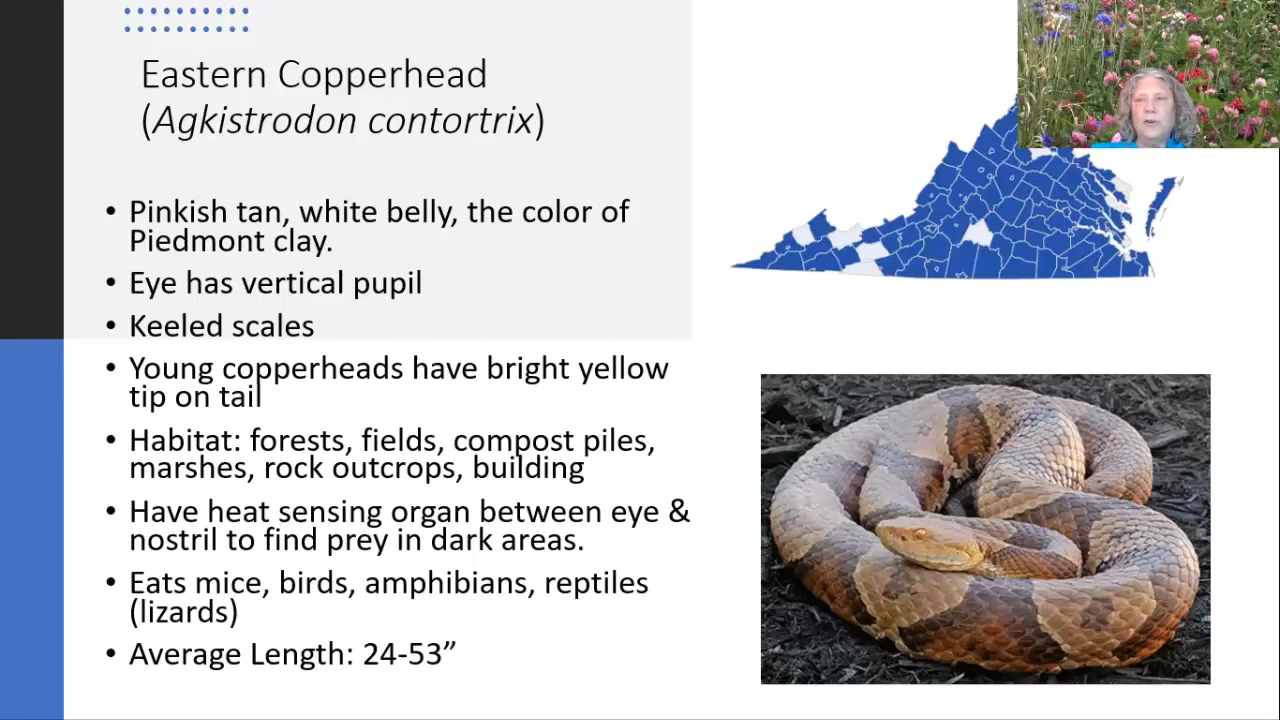 Eastern Copperhead
(Agkistrodon contortrix)
• Pinkish tan, white belly, the color of
Piedmont clay.
• Eye has vertical pupil
• Keeled scales
• Young copperheads have bright yellow
tip on tail
• Habitat: forests, fields, compost piles,
marshes, rock outcrops, building
• Have heat sensing organ between eye &
nostril to find prey in dark areas.
• Eats mice, birds, amphibians, reptiles
(lizards)
• Average Length: 24-53”